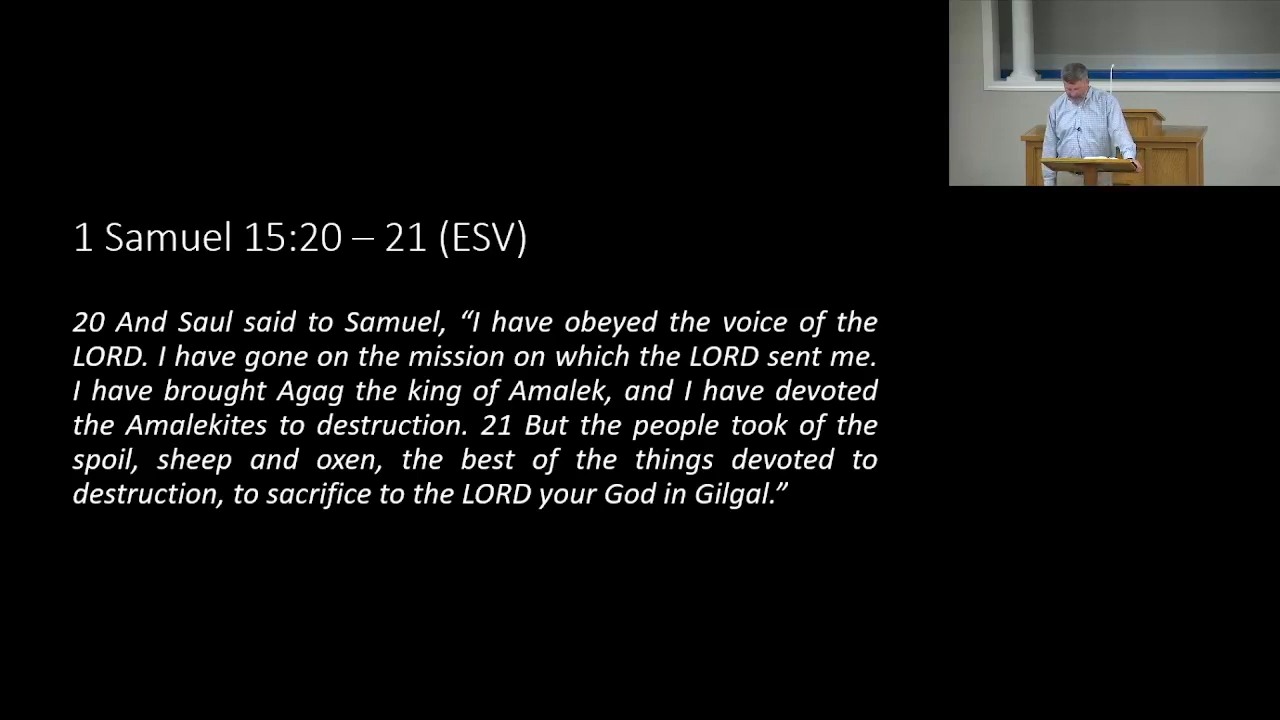 1 Samuel 15:20 – 21 (ESV)
20 And Saul said to Samuel, “I have obeyed the voice of the
LORD. I have gone on the mission on which the LORD sent me.
I have brought Agag the king of Amalek, and I have devoted
the Amalekites to destruction. 21 But the people took of the
spoil, sheep and oxen, the best of the things devoted to
destruction, to sacrifice to the LORD your God in Gilgal.”